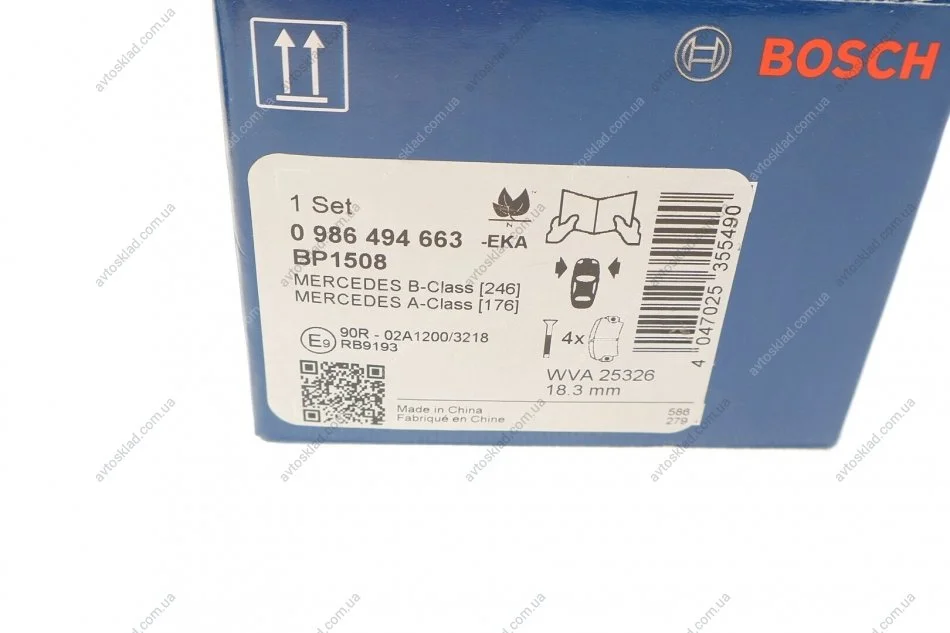 BOSCH
1 Set
0 986 494 663 -EKA
BP1508
MERCEDES B-Class [246]
MERCEDES A-Class [176]
E9 90R - 02A1200/3218
RB9193
4x
WVA 25326
18.3 mm
Made in China
Fabriqué en Chine
586
279
4 047025 355490
avtosklad.com.ua